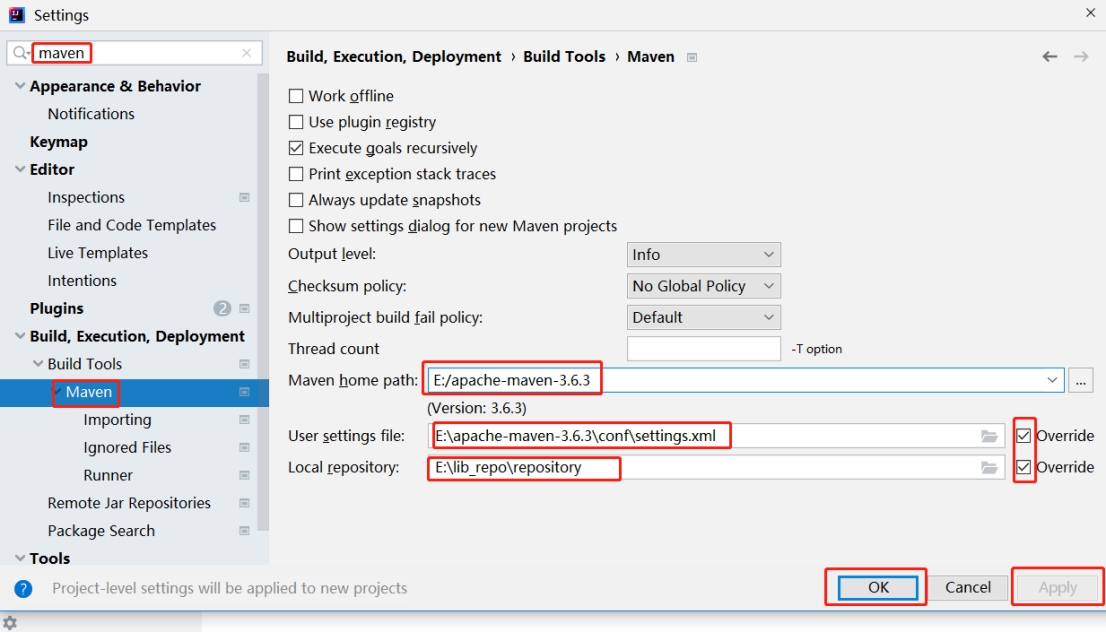 Settings
maven
Appearance & Behavior
Notifications
Keymap
Editor
Inspections
File and Code Templates
Live Templates
Intentions
Plugins 2
Build, Execution, Deployment
Build Tools
Maven
Importing
Ignored Files
Runner
Remote Jar Repositories
Package Search
Tools
Build, Execution, Deployment › Build Tools › Maven
Work offline
Use plugin registry
Execute goals recursively
Print exception stack traces
Always update snapshots
Show settings dialog for new Maven projects
Output level: Info
Checksum policy: No Global Policy
Multiproject build fail policy: Default
Thread count -T option
Maven home path: E:/apache-maven-3.6.3 ...
(Version: 3.6.3)
User settings file: E:\apache-maven-3.6.3\conf\settings.xml Override
Local repository: E:\lib_repo\repository Override
? Project-level settings will be applied to new projects
OK Cancel Apply